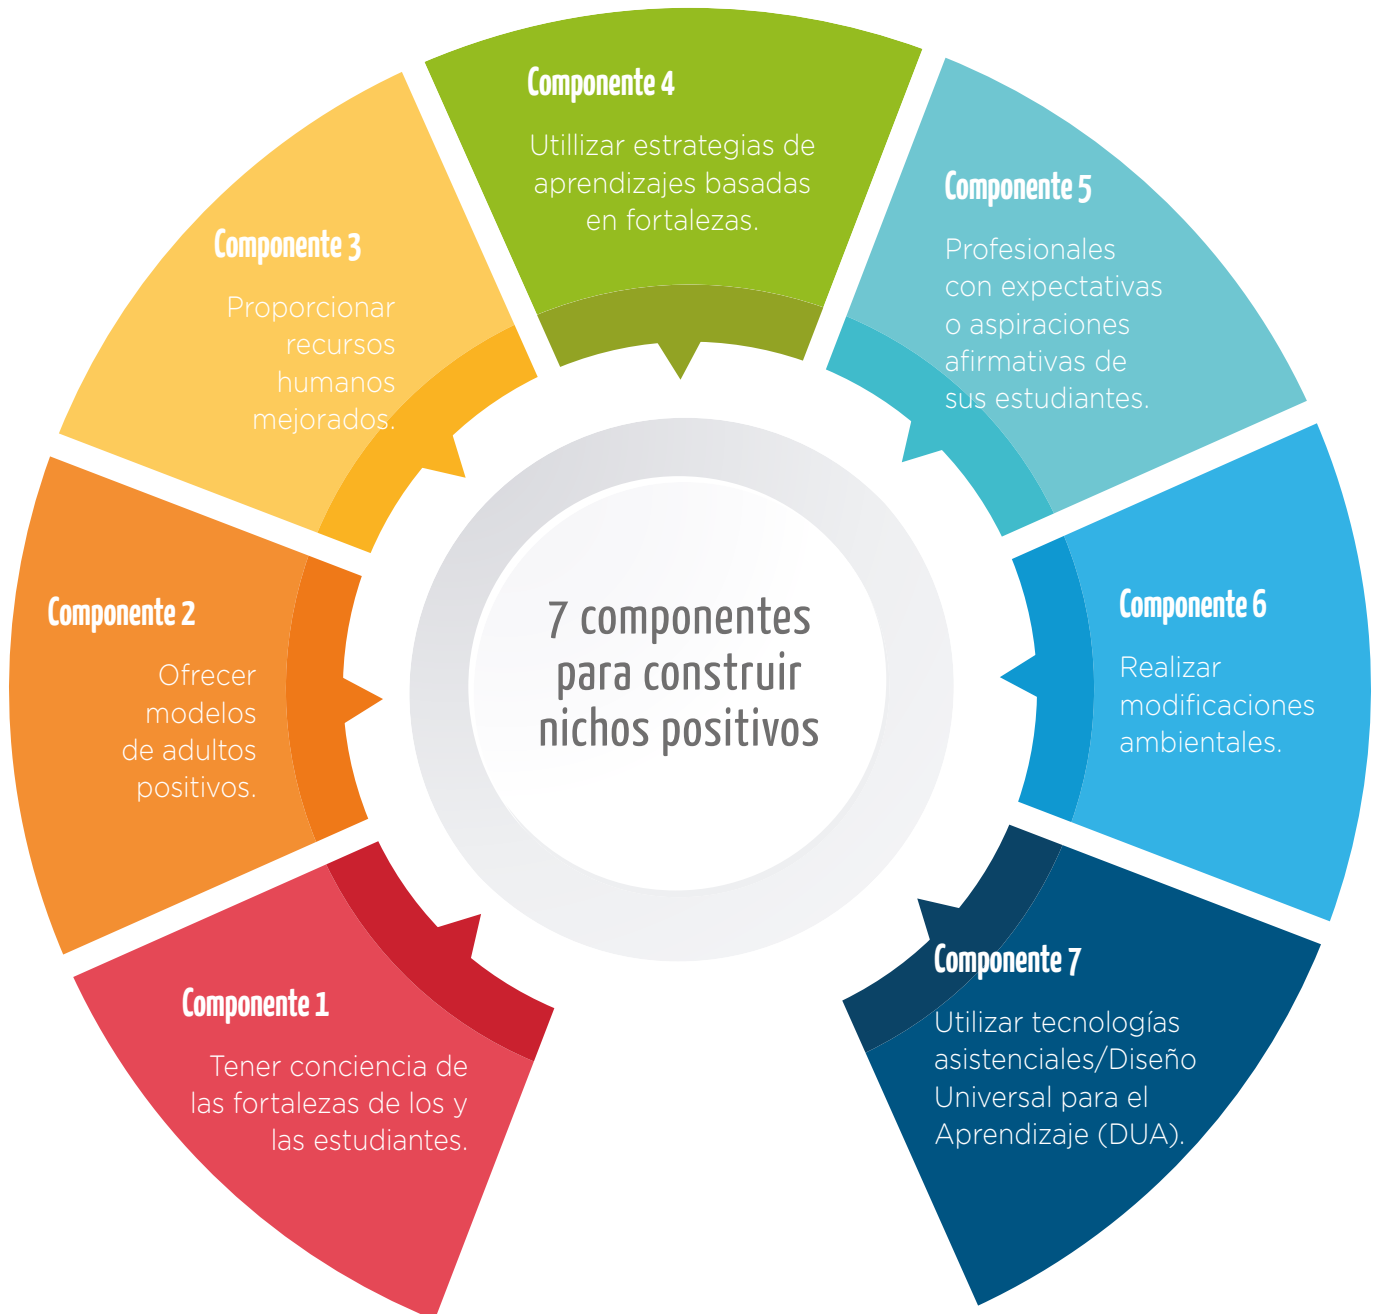 Componente 4
Utillizar estrategias de
aprendizajes basadas
en fortalezas.
Componente 5
Profesionales
con expectativas
o aspiraciones
afirmativas de
sus estudiantes.
Componente 3
Proporcionar
recursos
humanos
mejorados.
Componente 2
Ofrecer
modelos
de adultos
positivos.
7 componentes
para construir
nichos positivos
Componente 6
Realizar
modificaciones
ambientales.
Componente 1
Tener conciencia de
las fortalezas de los y
las estudiantes.
Componente 7
Utilizar tecnologías
asistenciales/Diseño
Universal para el
Aprendizaje (DUA).